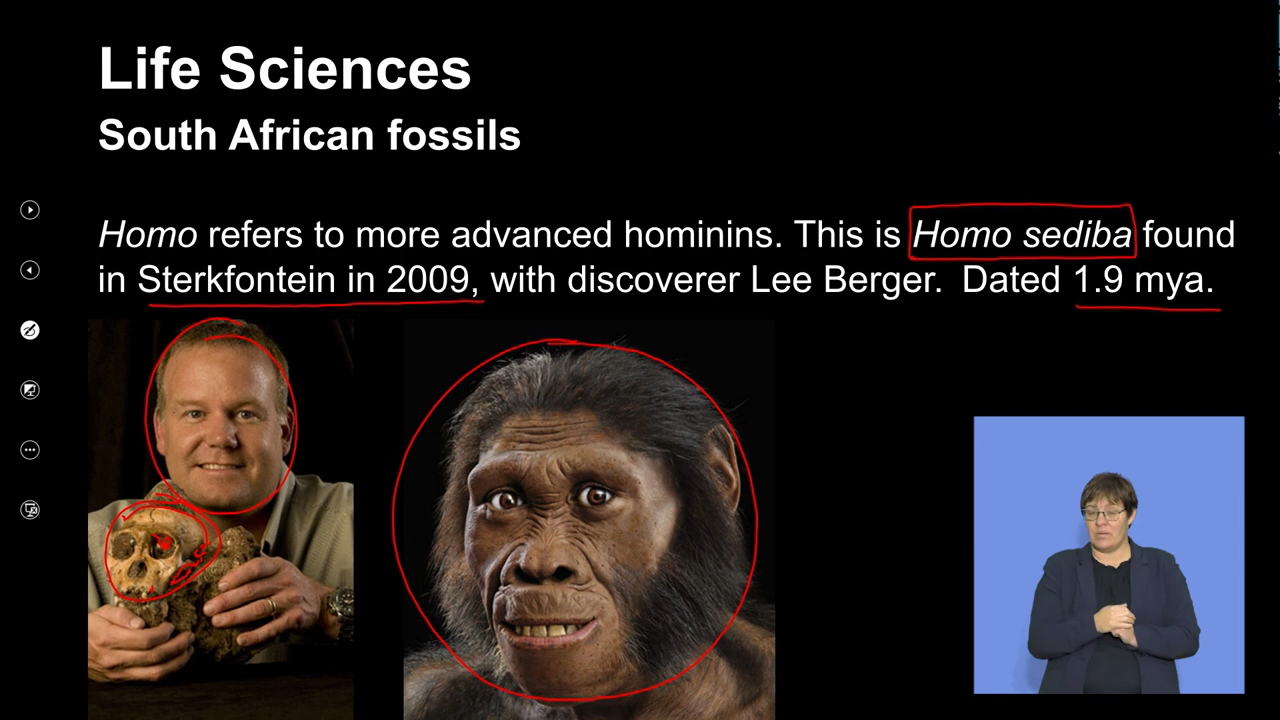 Life Sciences
South African fossils
Homo refers to more advanced hominins. This is Homo sediba found
in Sterkfontein in 2009, with discoverer Lee Berger. Dated 1.9 mya.